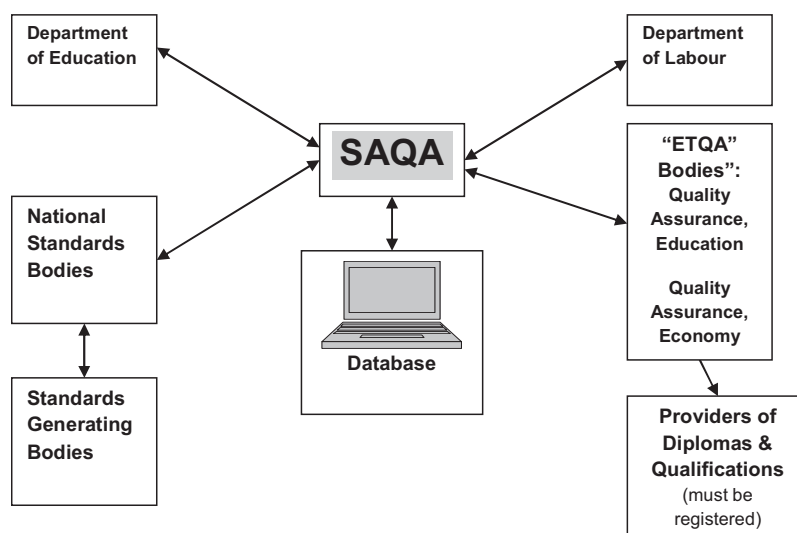 Department
of Education
Department
of Labour
SAQA
“ETQA”
Bodies”:
Quality
Assurance,
Education
Quality
Assurance,
Economy
National
Standards
Bodies
Database
Standards
Generating
Bodies
Providers of
Diplomas &
Qualifications
(must be
registered)